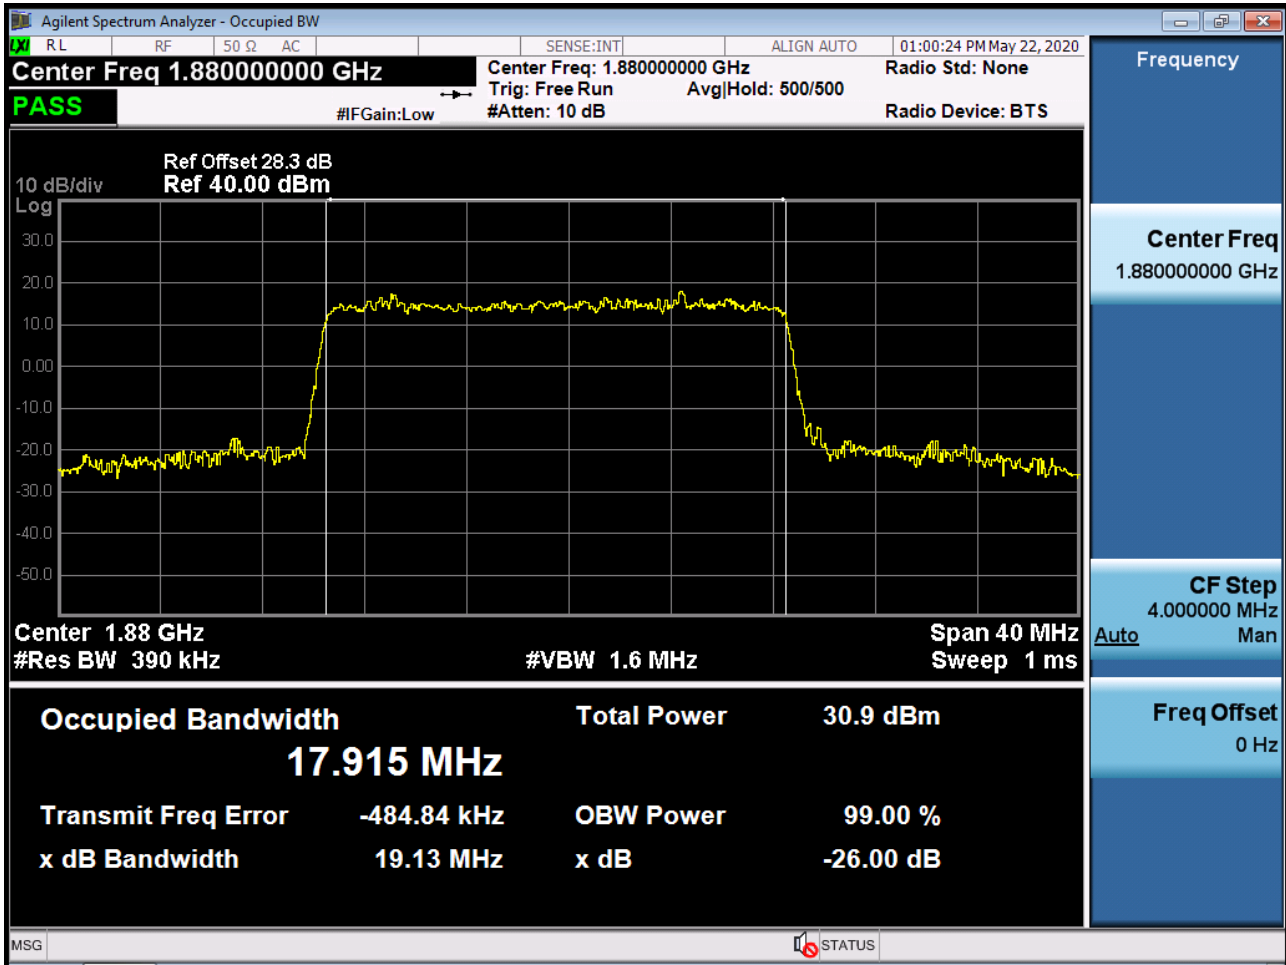 Agilent Spectrum Analyzer - Occupied BW
LXI RL RF 50 Ω AC SENSE:INT ALIGN AUTO 01:00:24 PM May 22, 2020
Center Freq 1.880000000 GHz
Center Freq: 1.880000000 GHz
Radio Std: None
Trig: Free Run Avg|Hold: 500/500
PASS
#IFGain:Low
#Atten: 10 dB
Radio Device: BTS
Ref Offset 28.3 dB
10 dB/div Ref 40.00 dBm
Log
30.0
20.0
10.0
0.00
-10.0
-20.0
-30.0
-40.0
-50.0
Center 1.88 GHz Span 40 MHz
#Res BW 390 kHz #VBW 1.6 MHz Sweep 1 ms
Occupied Bandwidth Total Power 30.9 dBm
17.915 MHz
Transmit Freq Error -484.84 kHz OBW Power 99.00 %
x dB Bandwidth 19.13 MHz x dB -26.00 dB
MSG STATUS
Frequency
Center Freq
1.880000000 GHz
CF Step
4.000000 MHz
Auto Man
Freq Offset
0 Hz